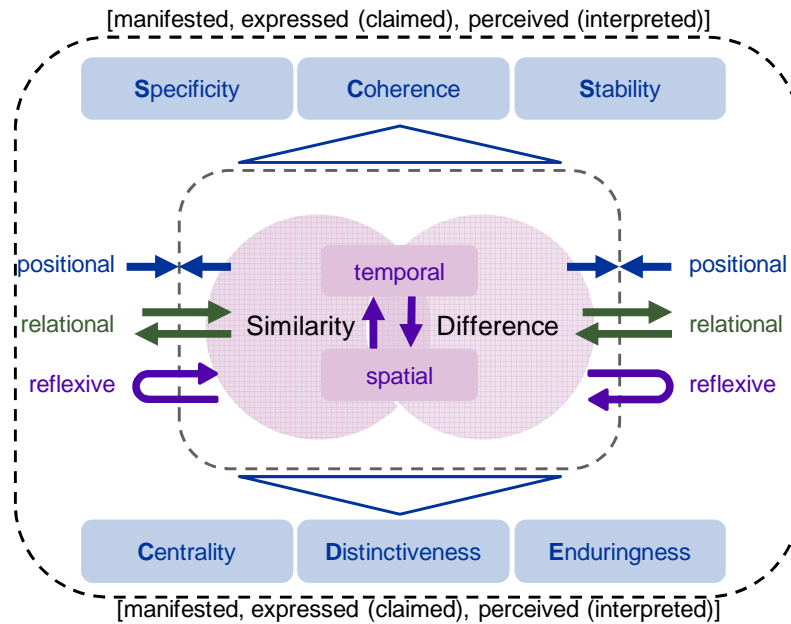 [manifested, expressed (claimed), perceived (interpreted)]
Specificity
Coherence
Stability
positional
temporal
positional
relational
Similarity
Difference
relational
reflexive
spatial
reflexive
Centrality
Distinctiveness
Enduringness
[manifested, expressed (claimed), perceived (interpreted)]